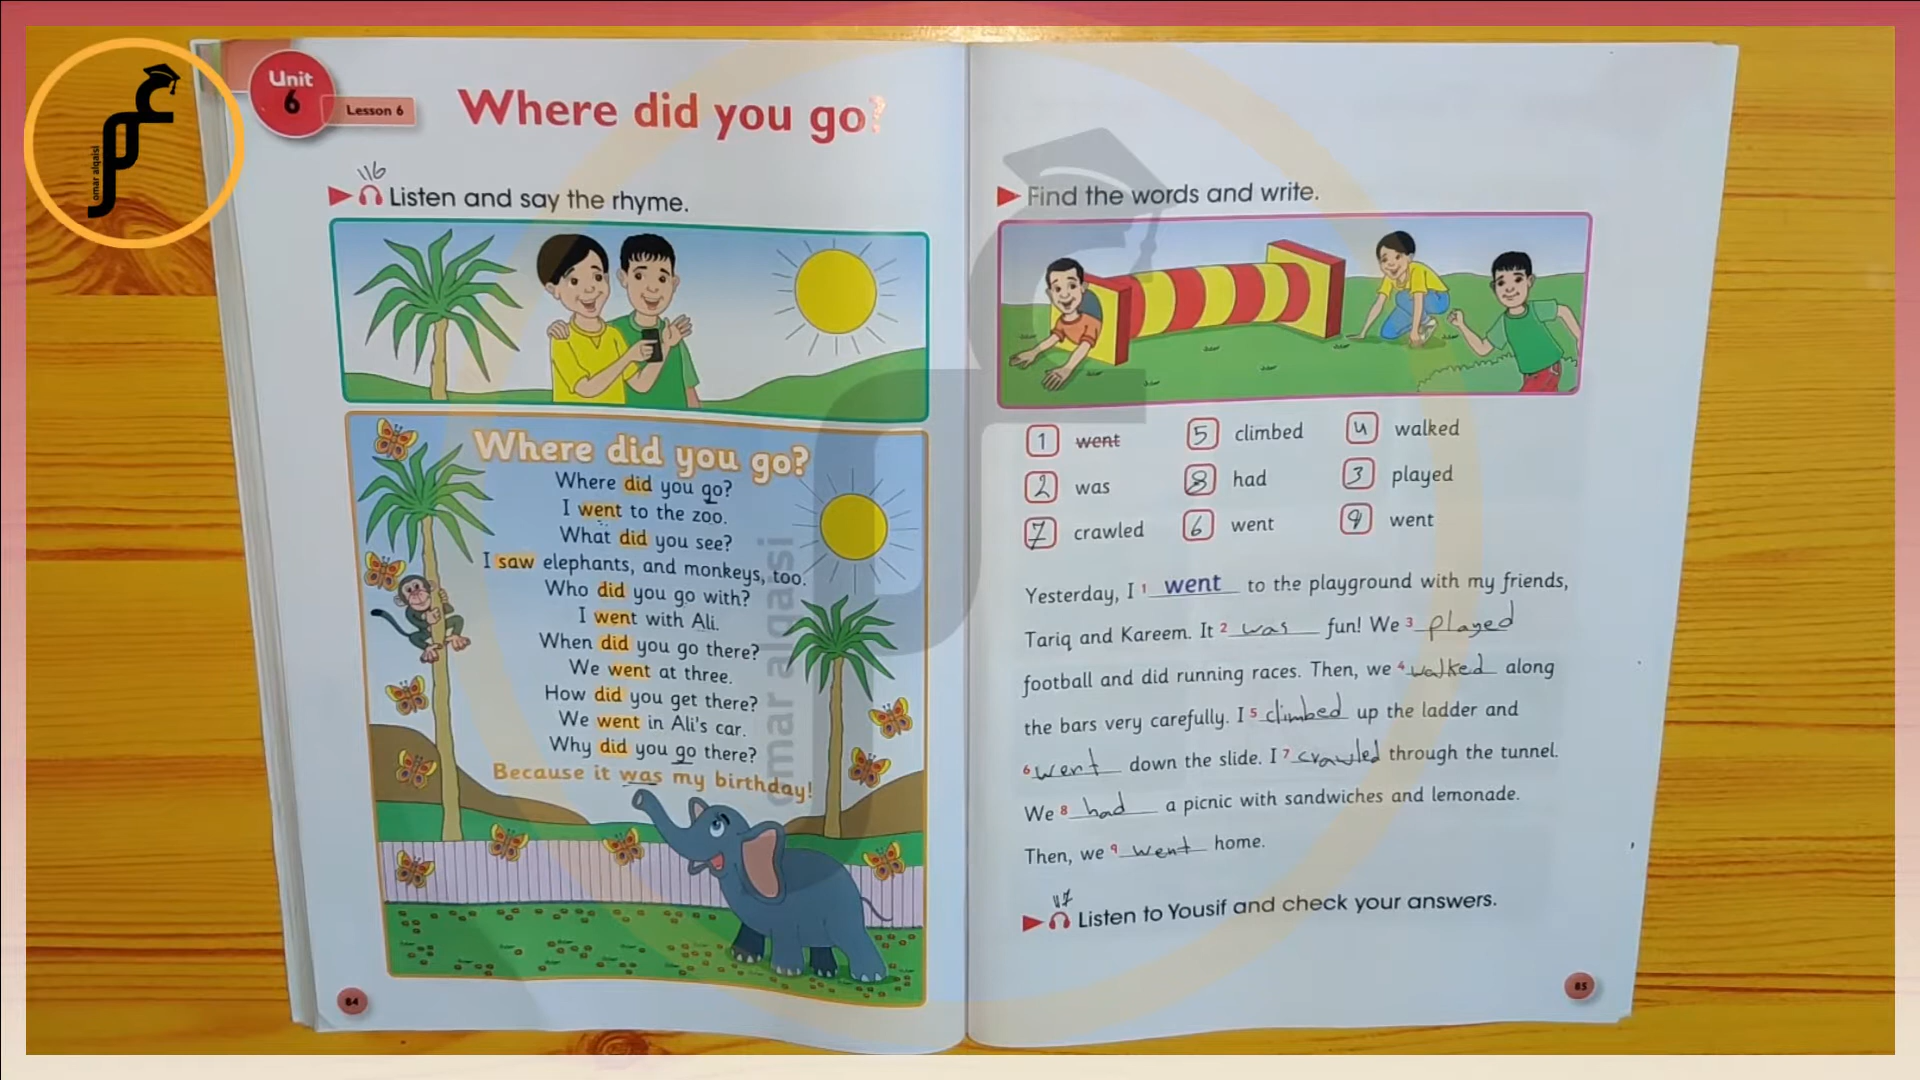 omar alqaisi
Unit
6
Lesson 6
Where did you go?
116
Listen and say the rhyme.
Where did you go?
Where did you go?
I went to the zoo.
What did you see?
I saw elephants, and monkeys, too.
Who did you go with?
I went with Ali.
When did you go there?
We went at three.
How did you get there?
We went in Ali's car.
Why did you go there?
Because it was my birthday!
84
omar alqaisi
Find the words and write.
1 went 5 climbed 4 walked
2 was 8 had 3 played
7 crawled 6 went 9 went
Yesterday, I 1 went to the playground with my friends,
Tariq and Kareem. It 2 was fun! We 3 played
football and did running races. Then, we 4 walked along
the bars very carefully. I 5 climbed up the ladder and
6 went down the slide. I 7 crawled through the tunnel.
We 8 had a picnic with sandwiches and lemonade.
Then, we 9 went home.
117
Listen to Yousif and check your answers.
85